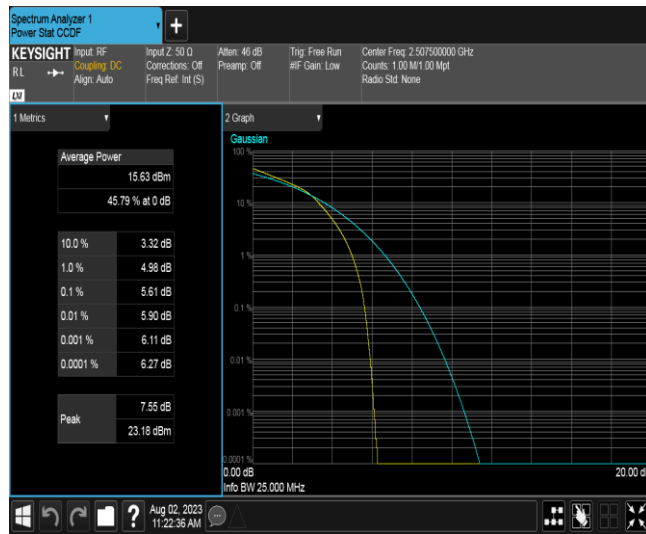 Spectrum Analyzer 1
Power Stat CCDF
+
KEYSIGHT
RL
LXI
Input: RF
Coupling: DC
Align: Auto
Input Z: 50 Ω
Corrections: Off
Freq Ref: Int (S)
Atten: 46 dB
Preamp: Off
Trig: Free Run
#IF Gain: Low
Center Freq: 2.507500000 GHz
Counts: 1.00 M/1.00 Mpt
Radio Std: None
1 Metrics
Average Power
15.63 dBm
45.79 % at 0 dB
10.0 % 3.32 dB
1.0 % 4.98 dB
0.1 % 5.61 dB
0.01 % 5.90 dB
0.001 % 6.11 dB
0.0001 % 6.27 dB
Peak
7.55 dB
23.18 dBm
2 Graph
Gaussian
100 %
10 %
1 %
0.1 %
0.01 %
0.001 %
0.0001 %
0.00 dB
20.00 d
Info BW 25.000 MHz
?
Aug 02, 2023
11:22:36 AM